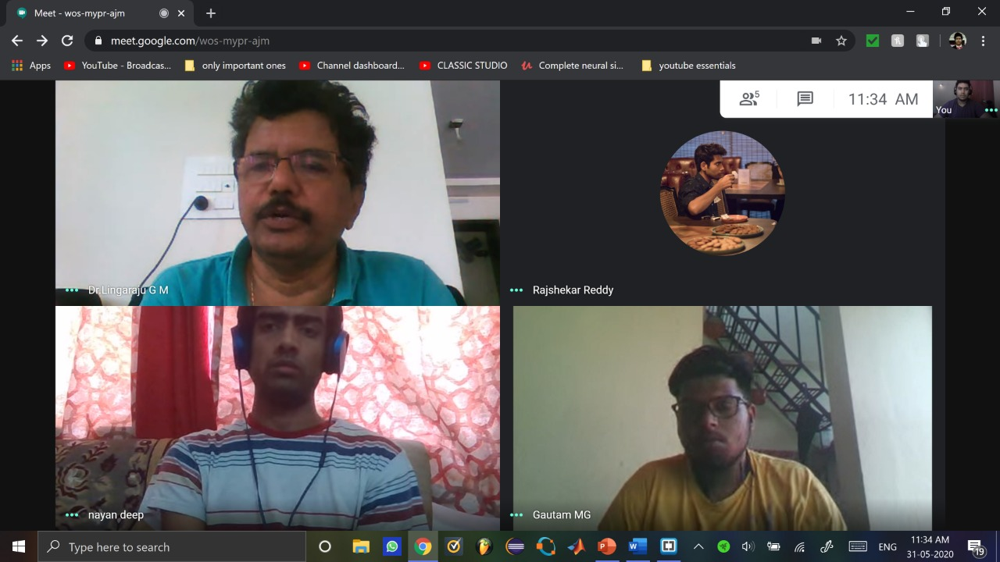 Meet - wos-mypr-ajm
meet.google.com/wos-mypr-ajm
Apps
YouTube - Broadcas...
only important ones
Channel dashboard...
CLASSIC STUDIO
Complete neural si...
youtube essentials
5
11:34 AM
You
Dr.Lingaraju G M
Rajshekar Reddy
nayan deep
Gautam MG
Type here to search
ENG
11:34 AM
31-05-2020
19